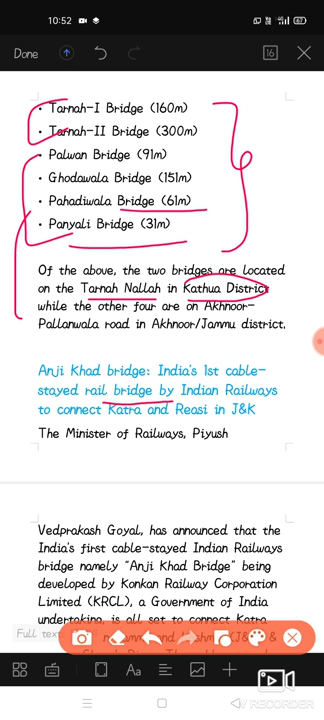 10:52
67
Done
16
• Tarnah-I Bridge (160m)
• Tarnah-II Bridge (300m)
• Palwan Bridge (91m)
• Ghodawala Bridge (151m)
• Pahadiwala Bridge (61m)
• Panyali Bridge (31m)
Of the above, the two bridges are located
on the Tarnah Nallah in Kathua District
while the other four are on Akhnoor-
Pallanwala road in Akhnoor/Jammu district.
Anji Khad bridge: India's 1st cable-
stayed rail bridge by Indian Railways
to connect Katra and Reasi in J&K
The Minister of Railways, Piyush
Vedprakash Goyal, has announced that the
India's first cable-stayed Indian Railways
bridge namely "Anji Khad Bridge" being
developed by Konkan Railway Corporation
Limited (KRCL), a Government of India
undertaking, is all set to connect Katra
Full
Aa
RECORDER